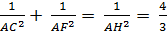 1/AC² + 1/AF² = 1/AH² = 4/3